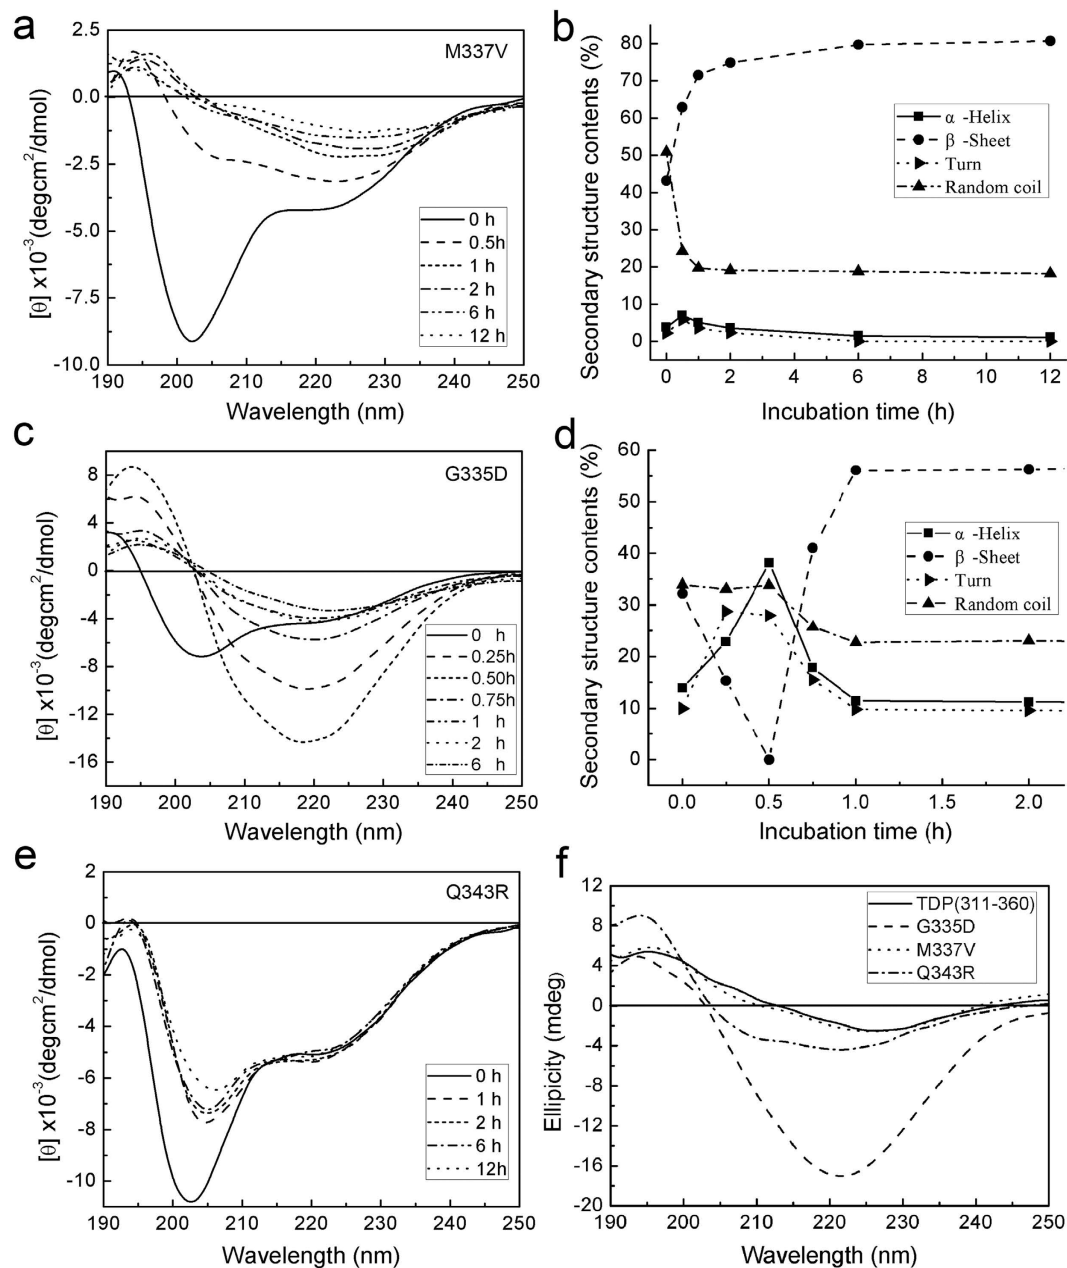 a
M337V
[θ] x10⁻³(degcm²/dmol)
2.5
0.0
-2.5
-5.0
-7.5
-10.0
0 h
0.5h
1 h
2 h
6 h
12 h
190 200 210 220 230 240 250
Wavelength (nm)
b
Secondary structure contents (%)
80
70
60
50
40
30
20
10
0
α -Helix
β -Sheet
Turn
Random coil
0 2 4 6 8 10 12
Incubation time (h)
c
G335D
[θ] x10⁻³(degcm²/dmol)
8
4
0
-4
-8
-12
-16
0 h
0.25h
0.50h
0.75h
1 h
2 h
6 h
190 200 210 220 230 240 250
Wavelength (nm)
d
Secondary structure contents (%)
60
50
40
30
20
10
0
α -Helix
β -Sheet
Turn
Random coil
0.0 0.5 1.0 1.5 2.0
Incubation time (h)
e
Q343R
[θ] x10⁻³(degcm²/dmol)
2
0
-2
-4
-6
-8
-10
0 h
1 h
2 h
6 h
12h
190 200 210 220 230 240 250
Wavelength (nm)
f
Ellipicity (mdeg)
12
8
4
0
-4
-8
-12
-16
-20
TDP(311-360)
G335D
M337V
Q343R
190 200 210 220 230 240 250
Wavelength (nm)